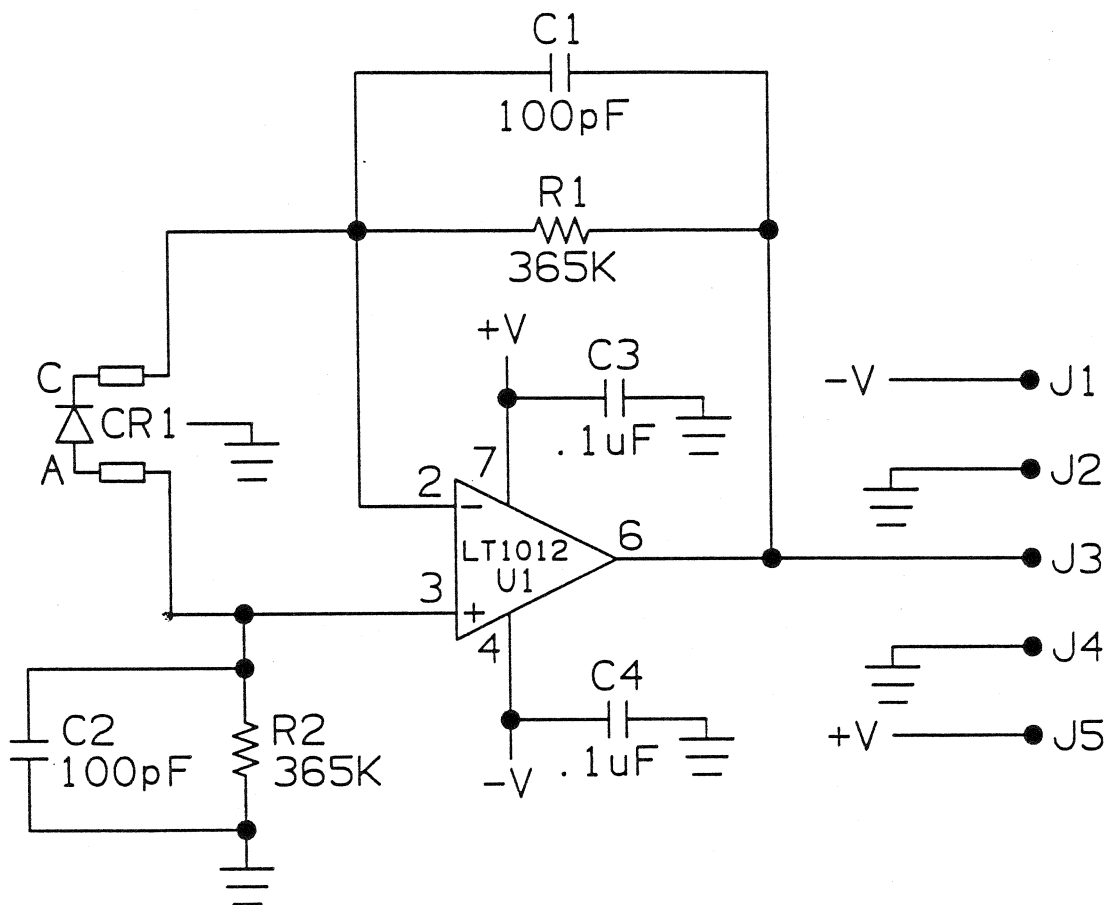 C1
100pF
R1
365K
+V
C3
.1uF
C
CR1
A
7
2
-
LT1012
U1
6
3
+
4
C4
.1uF
-V
C2
100pF
R2
365K
-V
J1
J2
J3
J4
+V
J5